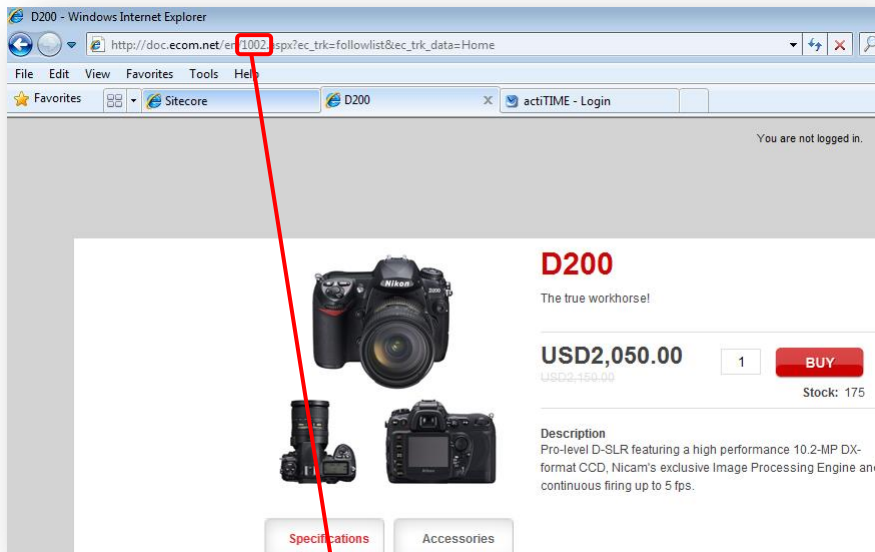 D200 - Windows Internet Explorer
http://doc.ecom.net/en/1002.aspx?ec_trk=followlist&ec_trk_data=Home
File Edit View Favorites Tools Help
Favorites Sitecore D200 actiTIME - Login
You are not logged in.
D200
The true workhorse!
USD2,050.00 1 BUY
USD2,150.00
Stock: 175
Description
Pro-level D-SLR featuring a high performance 10.2-MP DX-
format CCD, Nicam's exclusive Image Processing Engine an
continuous firing up to 5 fps.
Nikon
Specifications Accessories